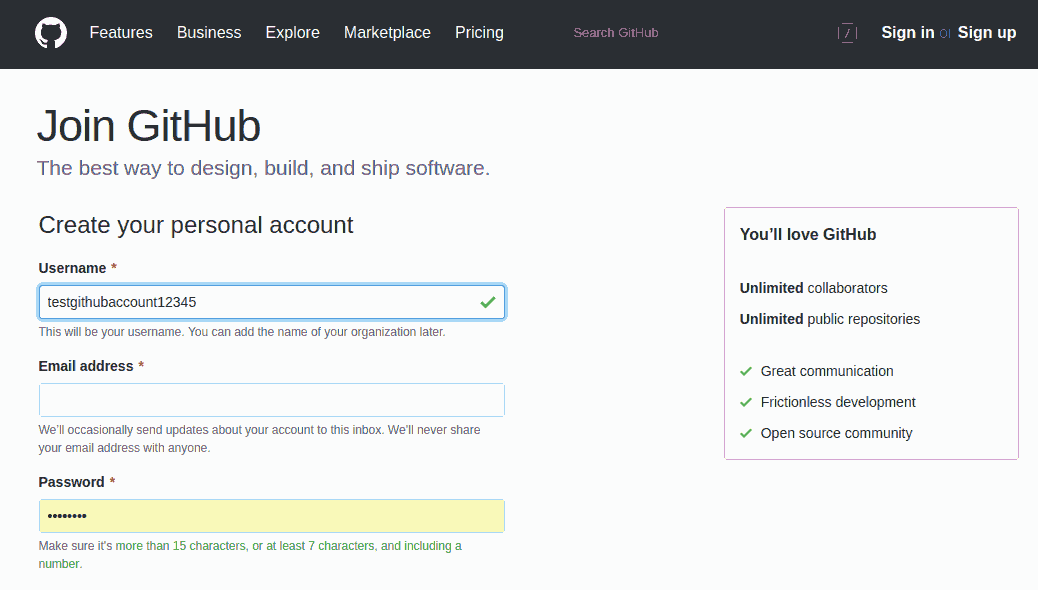 Features Business Explore Marketplace Pricing Search GitHub / Sign in or Sign up
Join GitHub
The best way to design, build, and ship software.
Create your personal account
Username *
testgithubaccount12345
This will be your username. You can add the name of your organization later.
Email address *
We’ll occasionally send updates about your account to this inbox. We’ll never share
your email address with anyone.
Password *
••••••••
Make sure it's more than 15 characters, or at least 7 characters, and including a
number.
You’ll love GitHub
Unlimited collaborators
Unlimited public repositories
Great communication
Frictionless development
Open source community